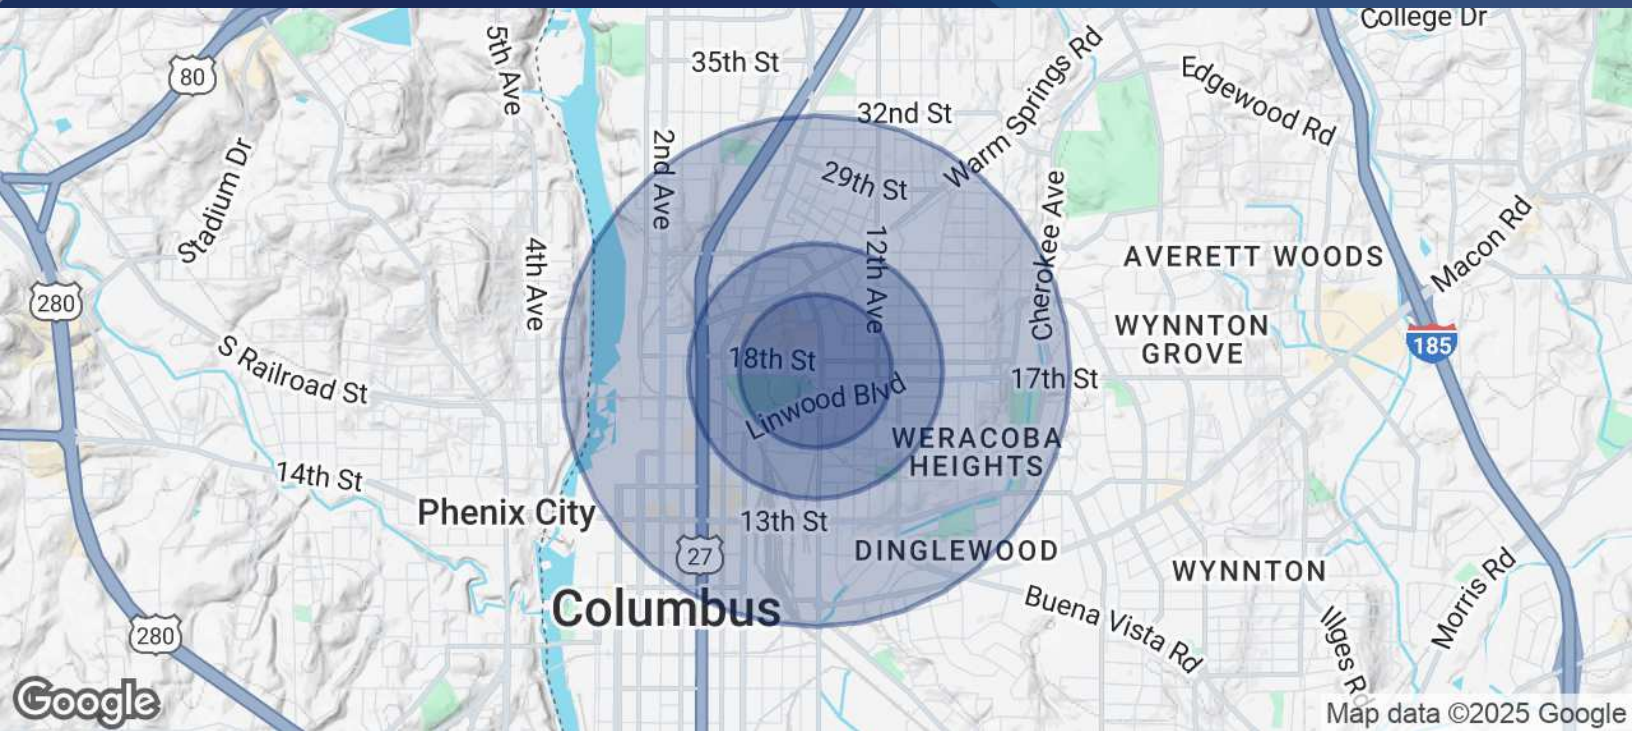 College Dr
5th Ave
35th St
80
Edgewood Rd
32nd St
Warm Springs Rd
2nd Ave
Stadium Dr
29th St
Cherokee Ave
Macon Rd
12th Ave
AVERETT WOODS
4th Ave
280
WYNNTON
GROVE
185
S Railroad St
18th St
17th St
Linwood Blvd
WERACOBA
HEIGHTS
14th St
Phenix City
13th St
27
DINGLEWOOD
WYNNTON
Morris Rd
Columbus
Buena Vista Rd
280
Illges R
Google
Map data ©2025 Google